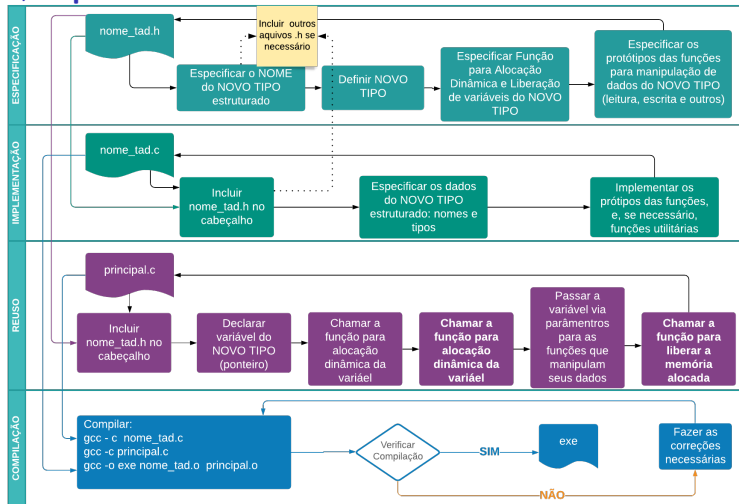 ESPECIFICAÇÃO
nome_tad.h
Incluir outros
aquivos .h se
necessário
Especificar o NOME
do NOVO TIPO
estruturado
Definir NOVO
TIPO
Especificar Função
para Alocação
Dinâmica e Liberação
de variáveis do NOVO
TIPO
Especificar os
protótipos das funções
para manipulação de
dados do NOVO TIPO
(leitura, escrita e outros)
IMPLEMENTAÇÃO
nome_tad.c
Incluir
nome_tad.h no
cabeçalho
Especificar os dados
do NOVO TIPO
estruturado: nomes e
tipos
Implementar os
prótipos das funções,
e, se necessário,
funções utilitárias
REUSO
principal.c
Incluir
nome_tad.h no
cabeçalho
Declarar
variável do
NOVO TIPO
(ponteiro)
Chamar a
função para
alocação
dinâmica da
variáel
Chamar a
função para
alocação
dinâmica da
variáel
Passar a
variável via
parâmentros
para as
funções que
manipulam
seus dados
Chamar a
função para
liberar a
memória
alocada
COMPILAÇÃO
Compilar:
gcc - c nome_tad.c
gcc -c principal.c
gcc -o exe nome_tad.o principal.o
Verificar
Compilação
SIM
exe
Fazer as
correções
necessárias
NÃO